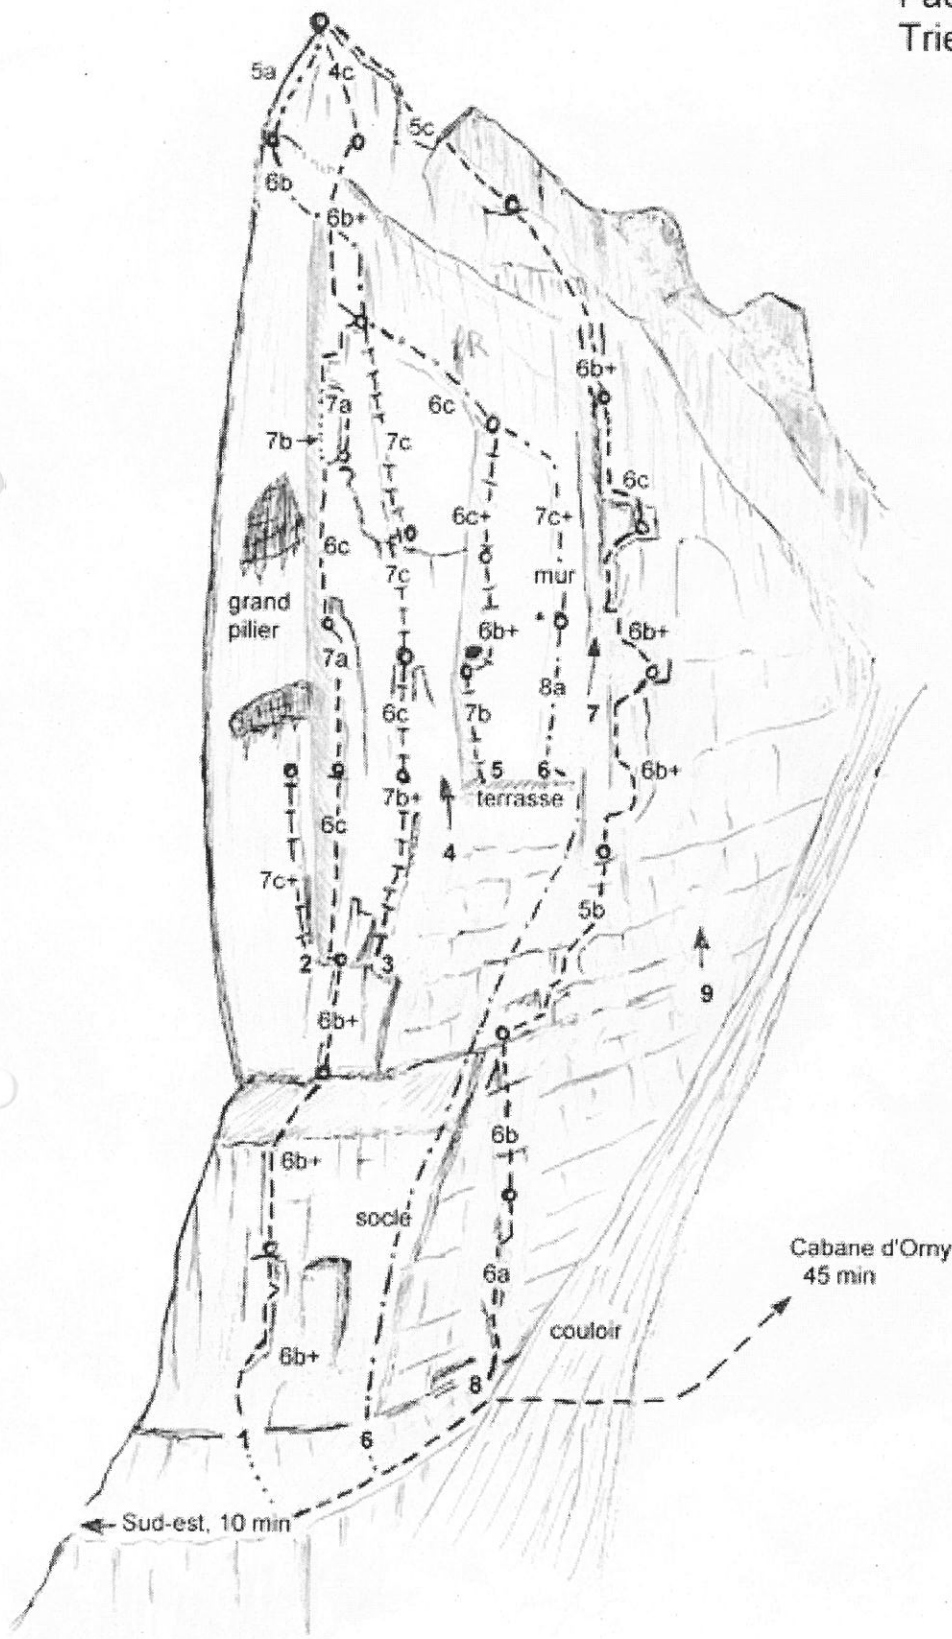 Trie
5a
4c
5c
6b
6b+
6b+
7a
6c
7b
7c
6c
6c+
7c+
6c
7c
mur
grand
pilier
6b+
6b+
7a
8a
6c
7b
7
6b+
5
6
7b+
terrasse
6c
4
7c+
5b
2
3
9
6b+
6b
6b+
socle
Cabane d'Orny
45 min
6a
couloir
6b+
8
1
6
Sud-est, 10 min